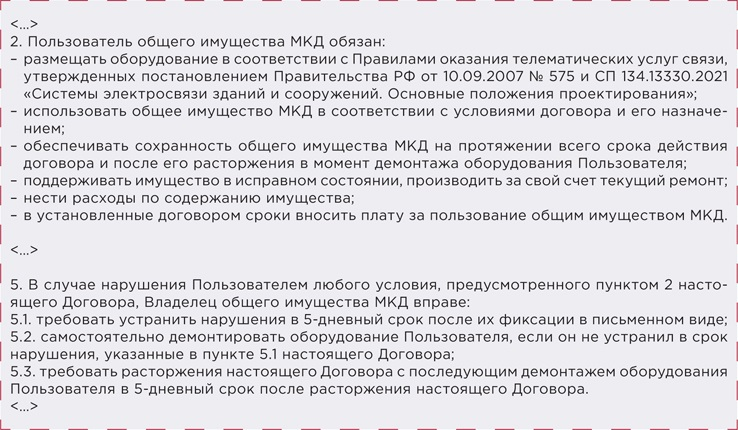 <...>
2. Пользователь общего имущества МКД обязан:
– размещать оборудование в соответствии с Правилами оказания телематических услуг связи,
утвержденных постановлением Правительства РФ от 10.09.2007 № 575 и СП 134.13330.2021
«Системы электросвязи зданий и сооружений. Основные положения проектирования»;
– использовать общее имущество МКД в соответствии с условиями договора и его назначе-
нием;
– обеспечивать сохранность общего имущества МКД на протяжении всего срока действия
договора и после его расторжения в момент демонтажа оборудования Пользователя;
– поддерживать имущество в исправном состоянии, производить за свой счет текущий ремонт;
– нести расходы по содержанию имущества;
– в установленные договором сроки вносить плату за пользование общим имуществом МКД.
<...>
5. В случае нарушения Пользователем любого условия, предусмотренного пунктом 2 насто-
ящего Договора, Владелец общего имущества МКД вправе:
5.1. требовать устранить нарушения в 5-дневный срок после их фиксации в письменном виде;
5.2. самостоятельно демонтировать оборудование Пользователя, если он не устранил в срок
нарушения, указанные в пункте 5.1 настоящего Договора;
5.3. требовать расторжения настоящего Договора с последующим демонтажем оборудования
Пользователя в 5-дневный срок после расторжения настоящего Договора.
<...>